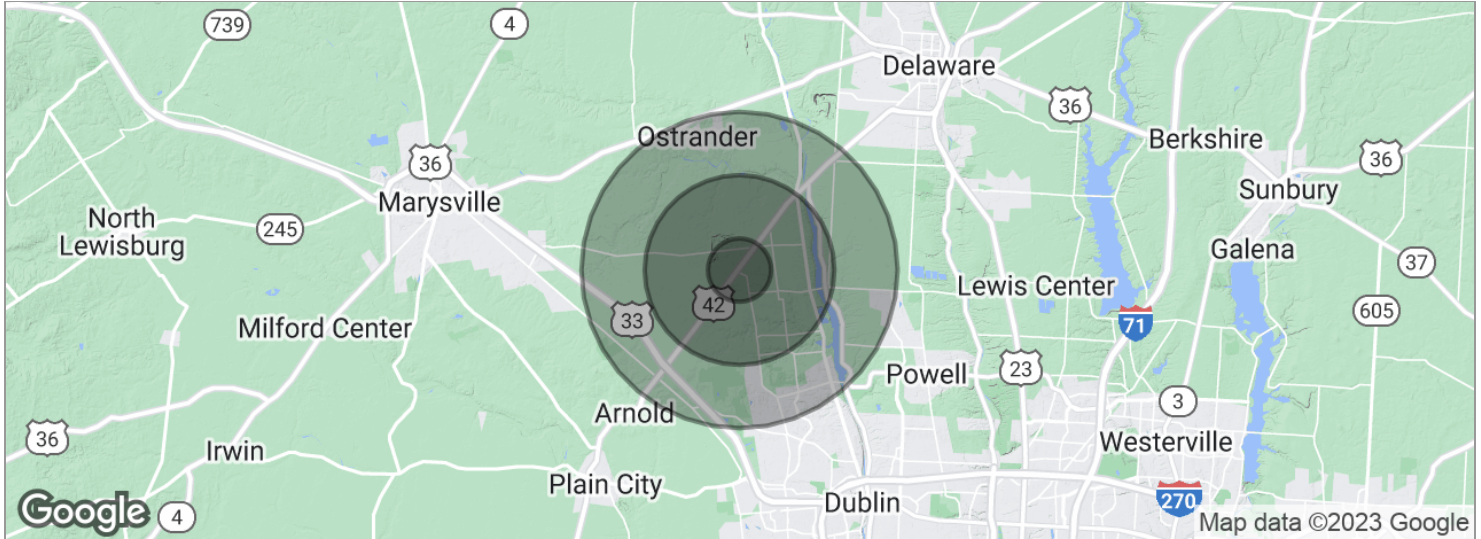 739
4
Delaware
36
Berkshire
Ostrander
36
36
Marysville
Sunbury
North
Lewisburg
245
Galena
37
Lewis Center
42
33
Milford Center
71
605
Powell
23
3
Arnold
36
Irwin
Westerville
Plain City
Dublin
270
Google
4
Map data ©2023 Google